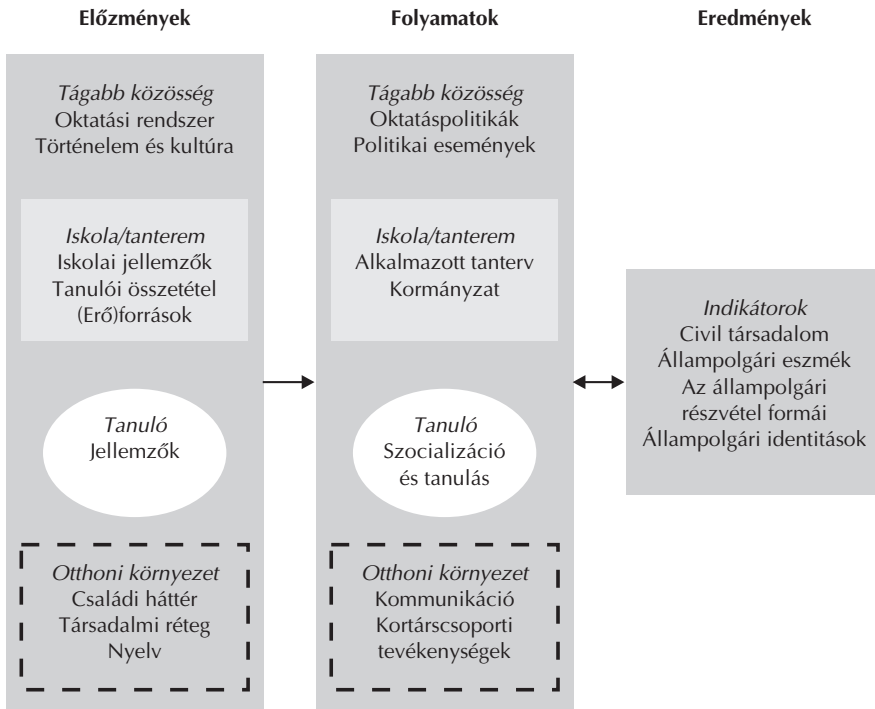 Előzmények
Tágabb közösség
Oktatási rendszer
Történelem és kultúra
Iskola/tanterem
Iskolai jellemzők
Tanulói összetétel
(Erő)források
Tanuló
Jellemzők
Otthoni környezet
Családi háttér
Társadalmi réteg
Nyelv
Folyamatok
Tágabb közösség
Oktatáspolitikák
Politikai események
Iskola/tanterem
Alkalmazott tanterv
Kormányzat
Tanuló
Szocializáció
és tanulás
Otthoni környezet
Kommunikáció
Kortárscsoporti
tevékenységek
Eredmények
Indikátorok
Civil társadalom
Állampolgári eszmék
Az állampolgári
részvétel formái
Állampolgári identitások